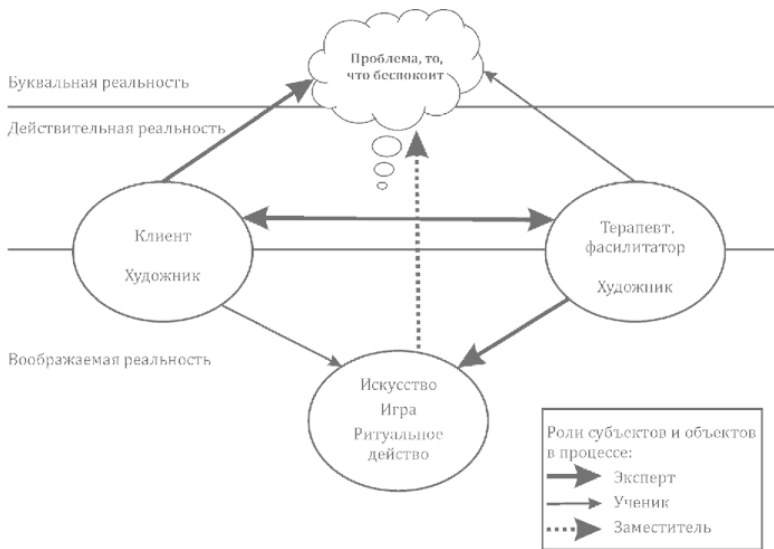 Проблема, то,
что беспокоит
Буквальная реальность
Действительная реальность
Клиент
Художник
Терапевт,
фасилитатор
Художник
Воображаемая реальность
Искусство
Игра
Ритуальное
действо
Роли субъектов и объектов
в процессе:
Эксперт
Ученик
Заместитель